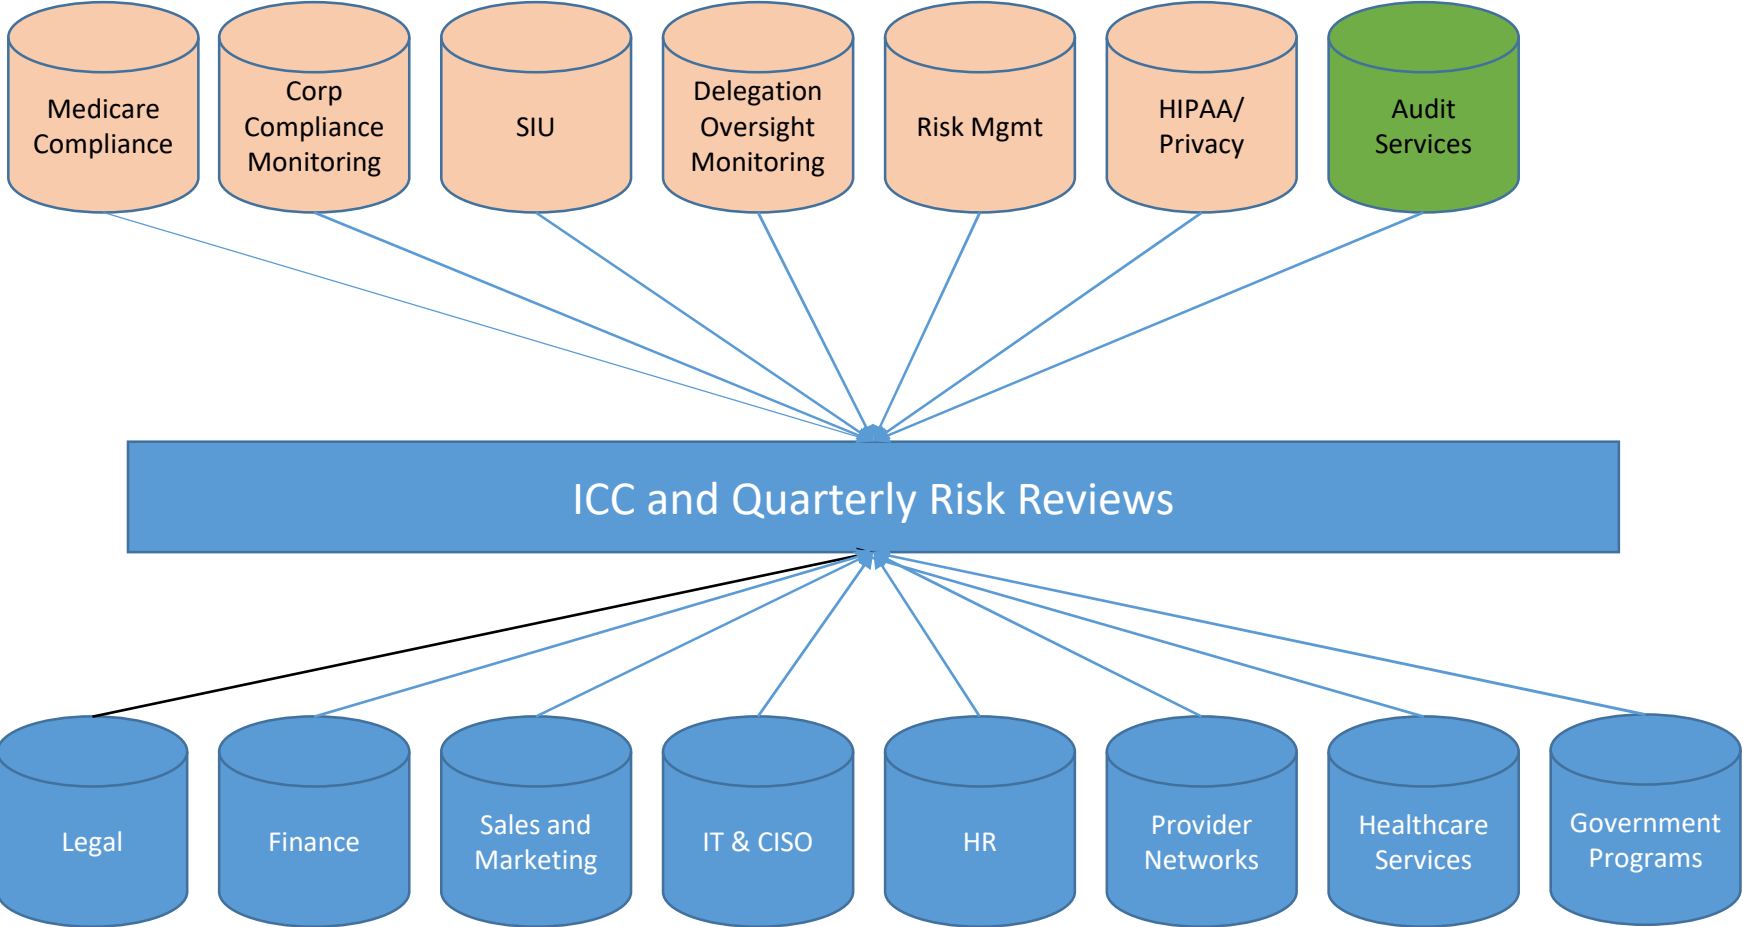 Medicare
Compliance
Corp
Compliance
Monitoring
SIU
Delegation
Oversight
Monitoring
Risk Mgmt
HIPAA/
Privacy
Audit
Services
ICC and Quarterly Risk Reviews
Legal
Finance
Sales and
Marketing
IT & CISO
HR
Provider
Networks
Healthcare
Services
Government
Programs